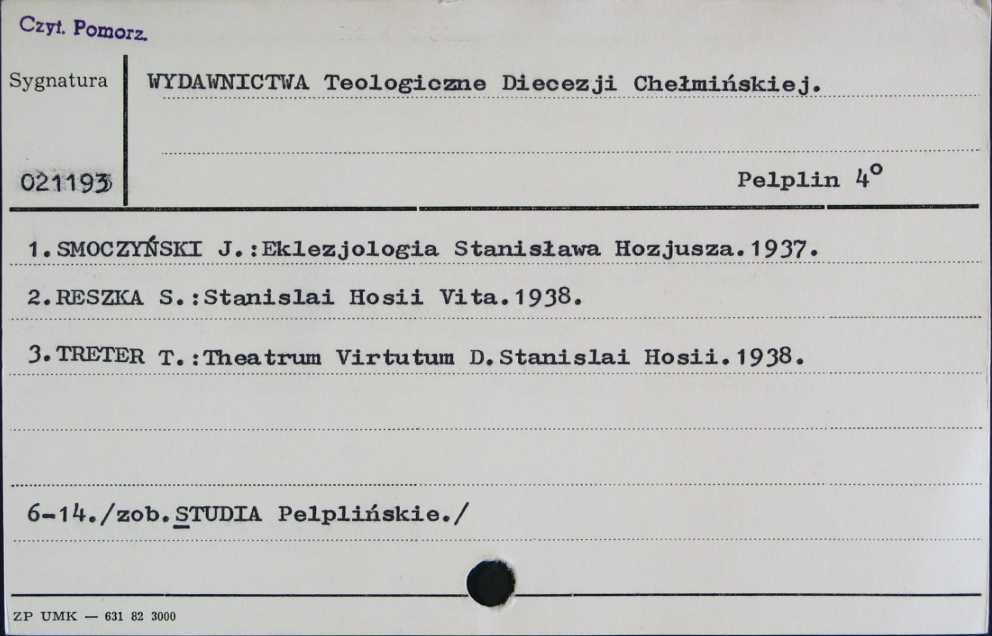 Czyt. Pomorz.
Sygnatura
WYDAWNICTWA Teologiczne Diecezji Chełmińskiej.
021193
Pelplin 4º
1.SMOCZYŃSKI J.:Eklezjologia Stanisława Hozjusza.1937.
2.RESZKA S.:Stanislai Hosii Vita.1938.
3.TRETER T.:Theatrum Virtutum D.Stanislai Hosii.1938.
6-14./zob.STUDIA Pelplińskie./
ZP UMK — 631 82 3000